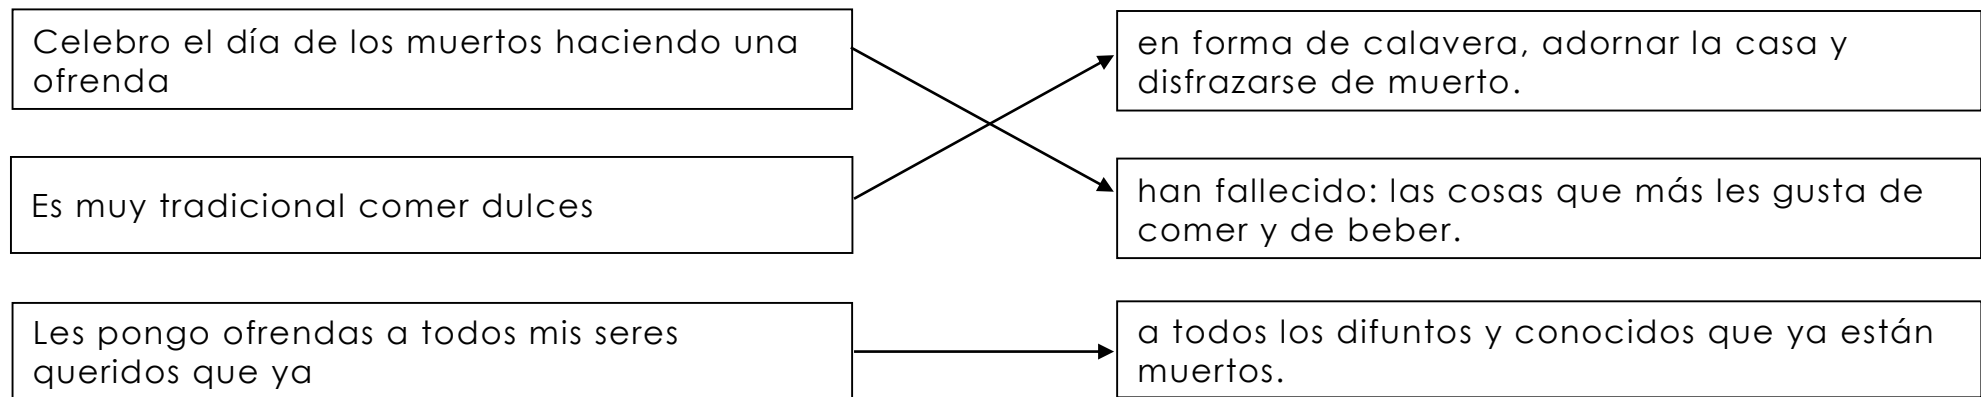 Celebro el día de los muertos haciendo una
ofrenda
en forma de calavera, adornar la casa y
disfrazarse de muerto.
Es muy tradicional comer dulces
han fallecido: las cosas que más les gusta de
comer y de beber.
Les pongo ofrendas a todos mis seres
queridos que ya
a todos los difuntos y conocidos que ya están
muertos.